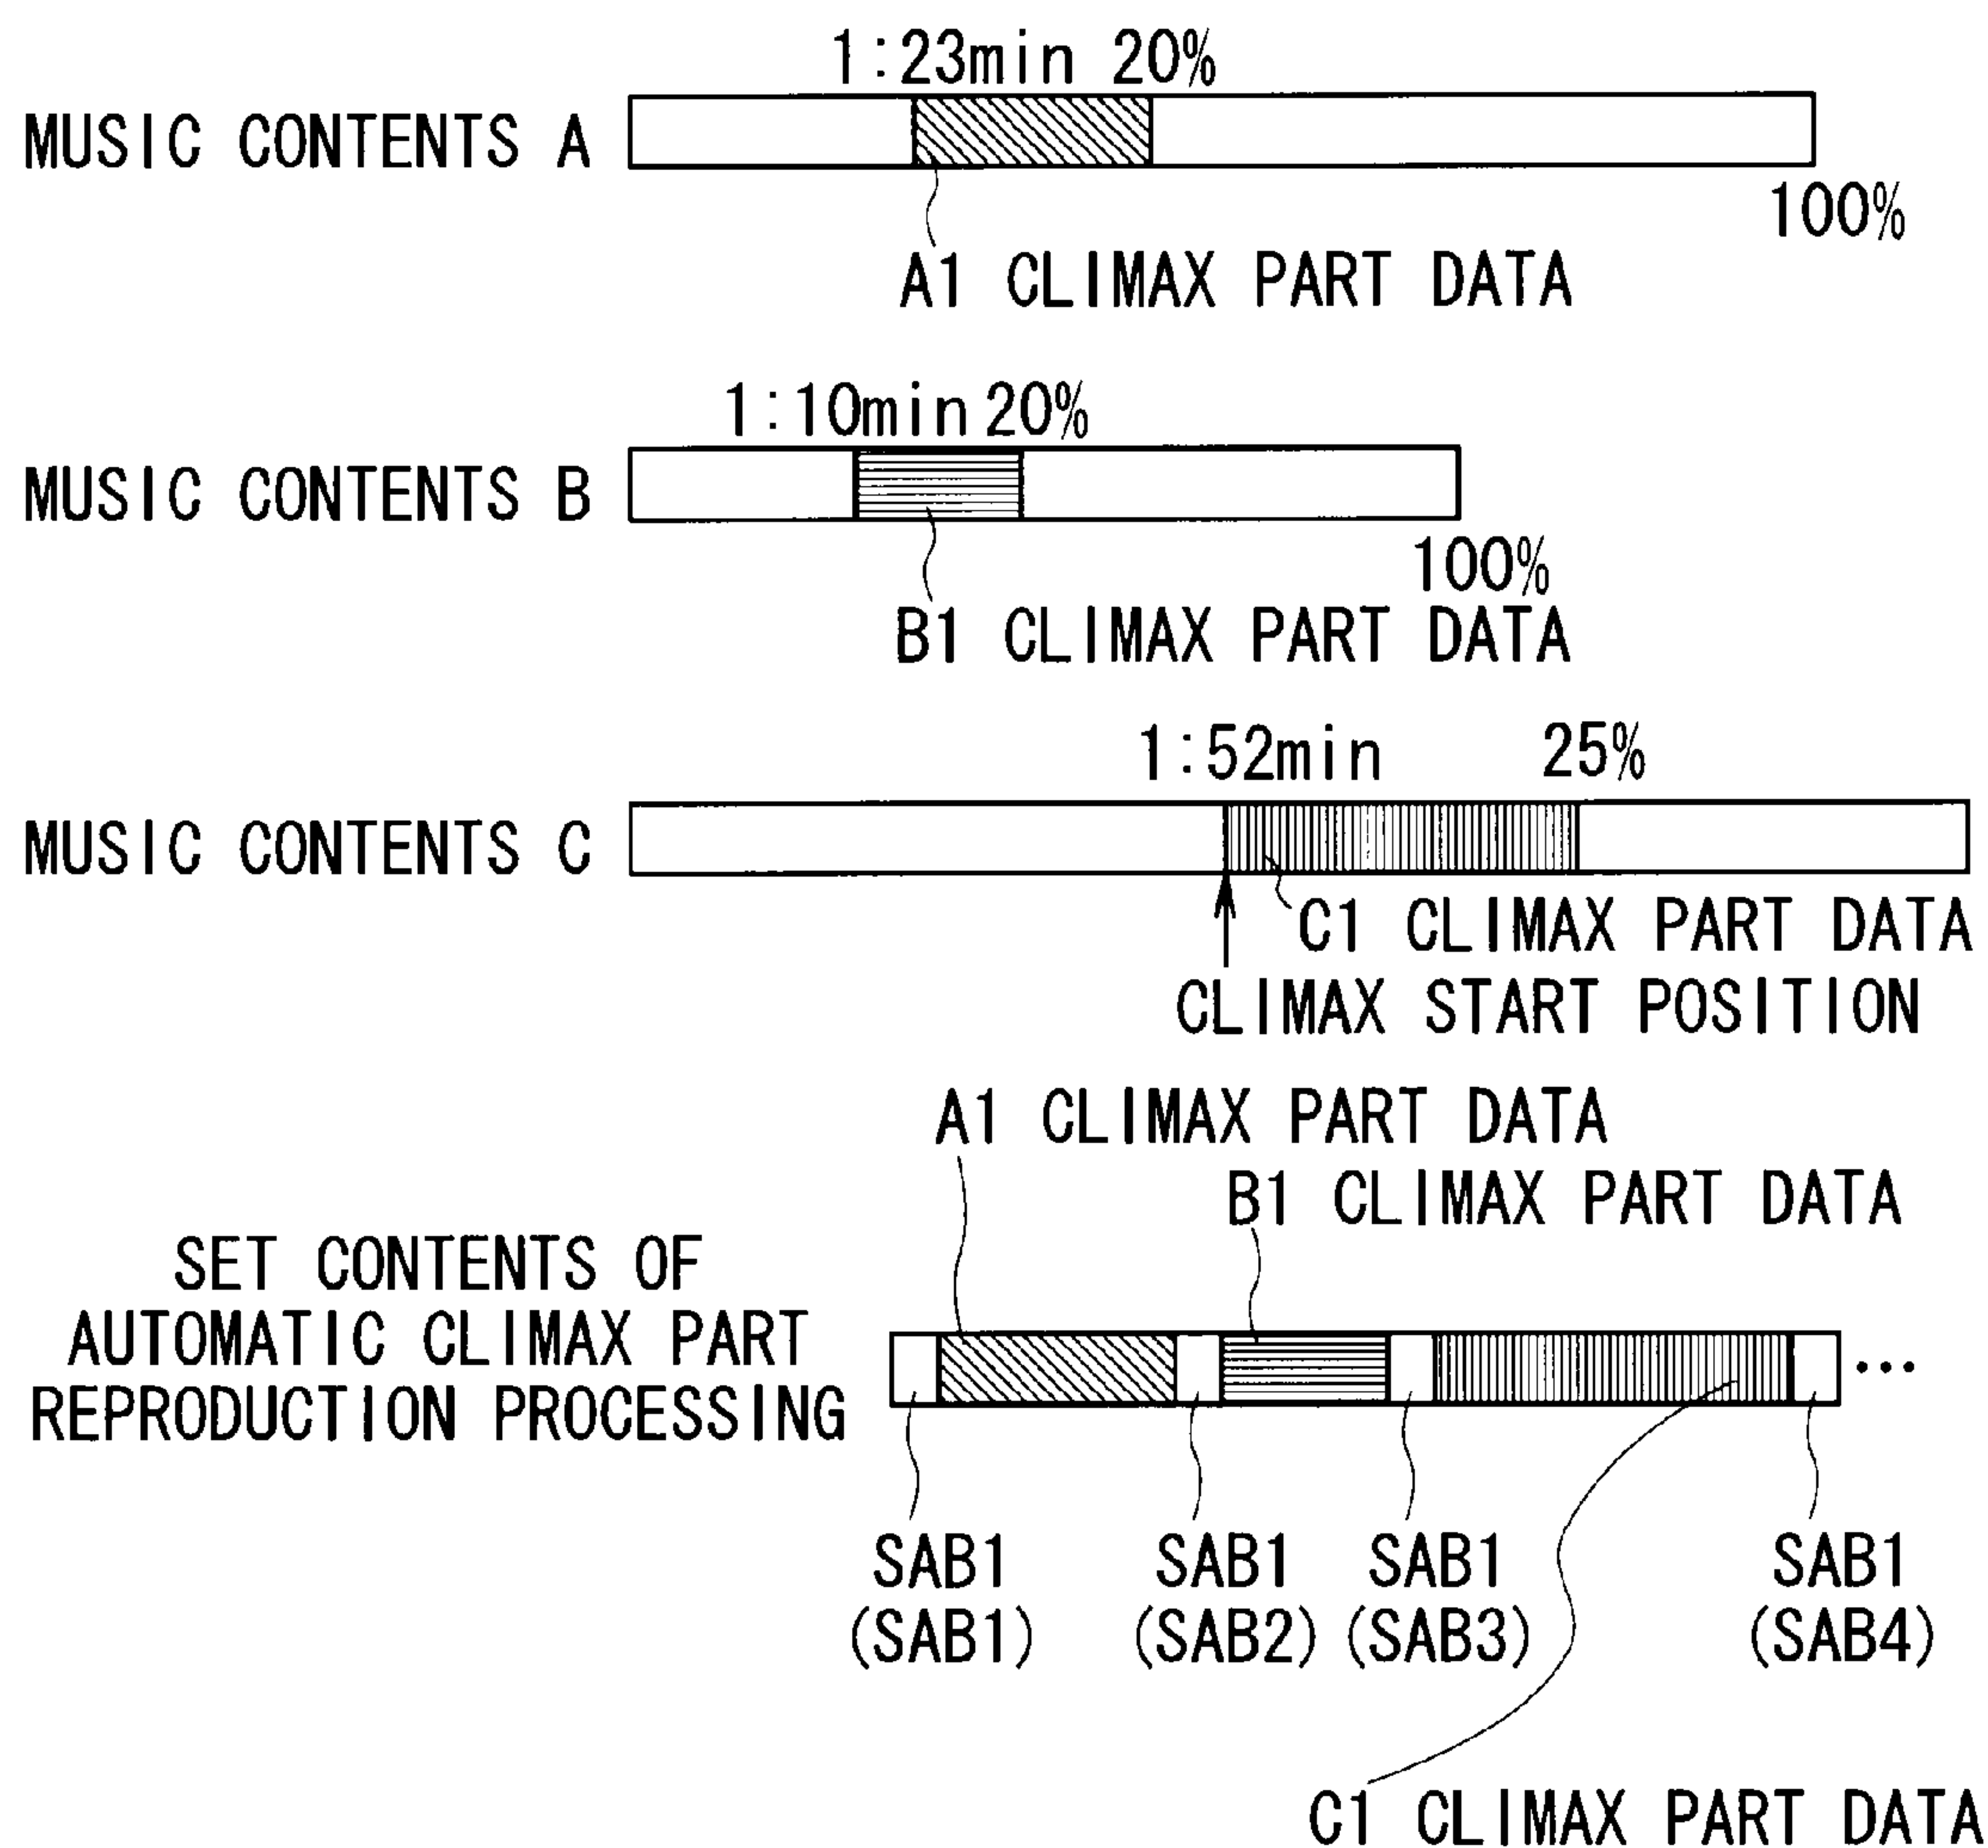 1:23min 20%
MUSIC CONTENTS A
100%
A1 CLIMAX PART DATA
1:10min 20%
MUSIC CONTENTS B
100%
B1 CLIMAX PART DATA
1:52min 25%
MUSIC CONTENTS C
C1 CLIMAX PART DATA
CLIMAX START POSITION
A1 CLIMAX PART DATA
B1 CLIMAX PART DATA
SET CONTENTS OF
AUTOMATIC CLIMAX PART
REPRODUCTION PROCESSING
...
SAB1 SAB1 SAB1 SAB1
(SAB1) (SAB2) (SAB3) (SAB4)
C1 CLIMAX PART DATA